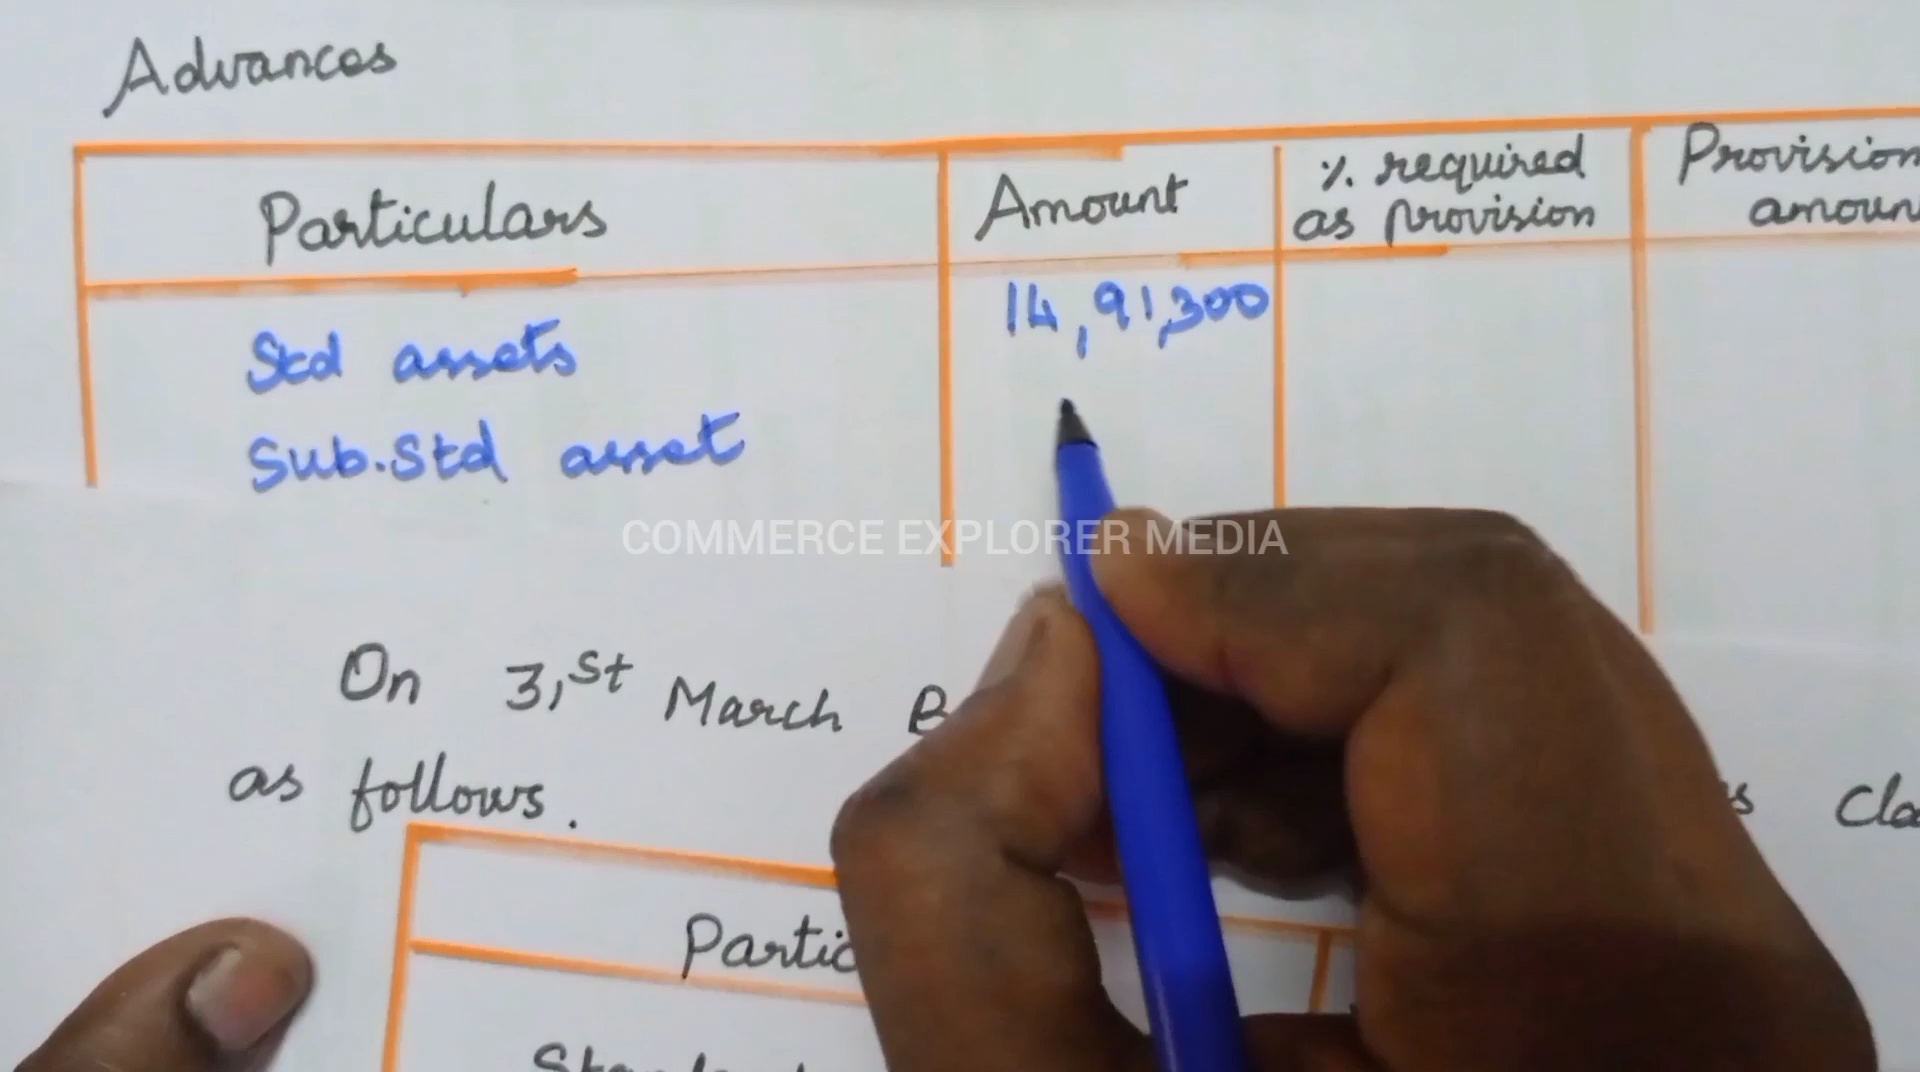 Advances
Particulars Amount % required as provision Provision amoun
Std assets 14,91,300
Sub.Std asset
COMMERCE EXPLORER MEDIA
On 31st March B
as follows. s Cla
Partic
Standa